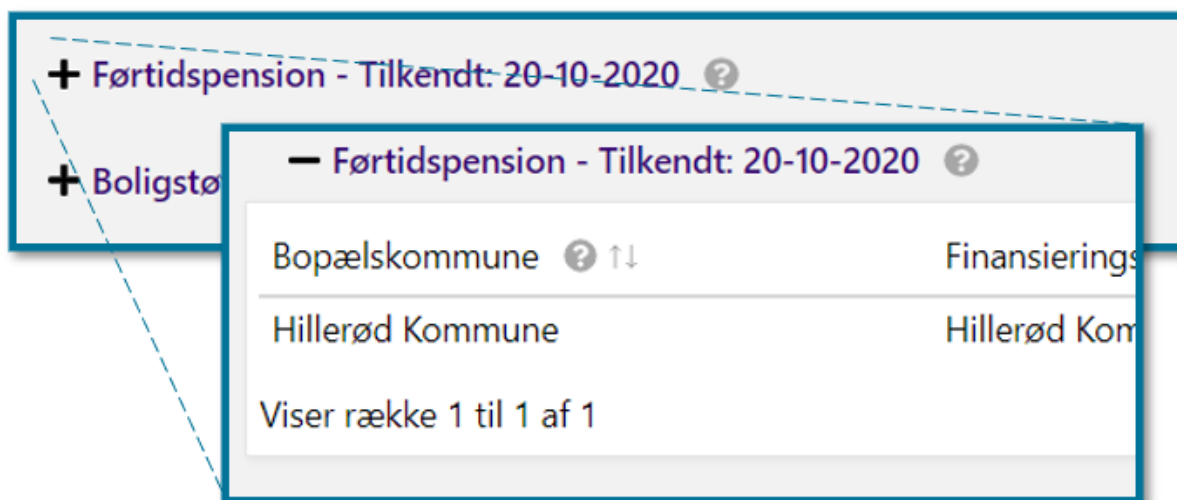 Førtidspension - Tilkendt: 20-10-2020
Boligstø
Førtidspension - Tilkendt: 20-10-2020
Bopælskommune Finansierings
Hillerød Kommune Hillerød Kom
Viser række 1 til 1 af 1